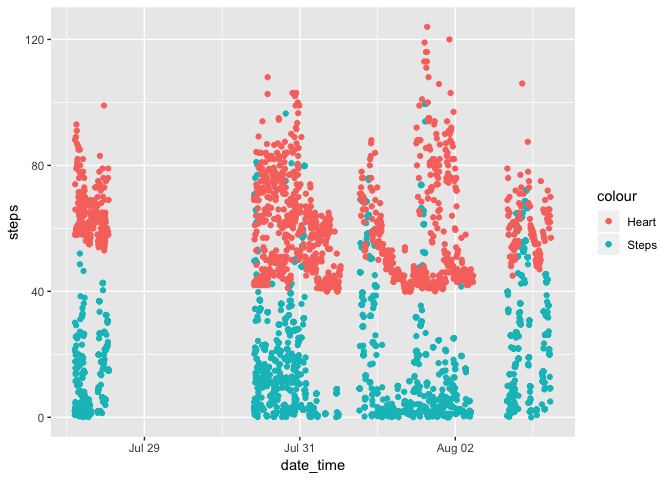 120
80
40
0
steps
Jul 29
Jul 31
Aug 02
date_time
colour
Heart
Steps